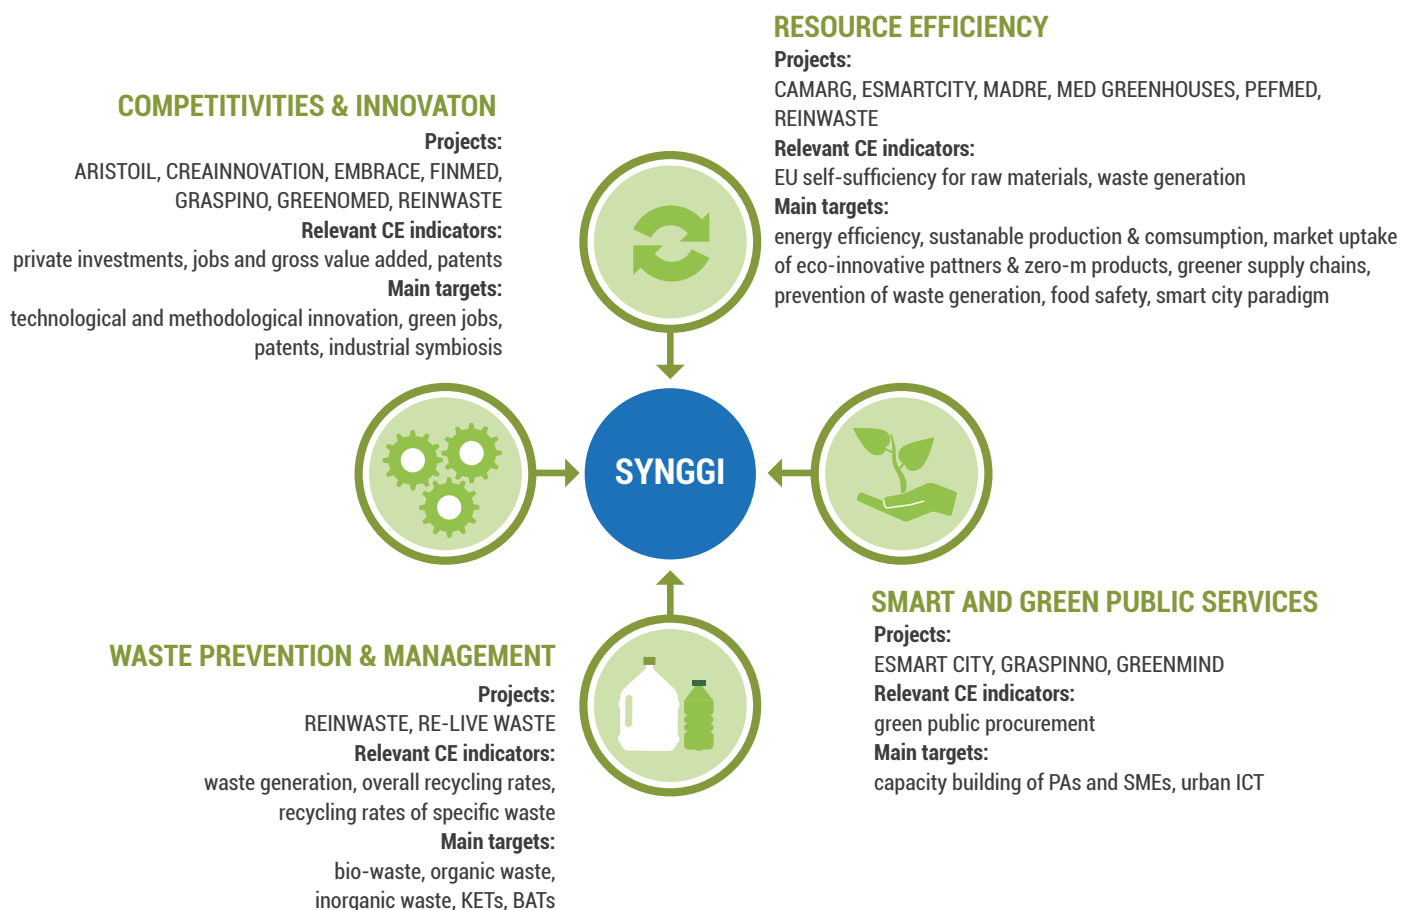 COMPETITIVITIES & INNOVATON
Projects:
ARISTOIL, CREAINNOVATION, EMBRACE, FINMED,
GRASPINO, GREENOMED, REINWASTE
Relevant CE indicators:
private investments, jobs and gross value added, patents
Main targets:
technological and methodological innovation, green jobs,
patents, industrial symbiosis
RESOURCE EFFICIENCY
Projects:
CAMARG, ESMARTCITY, MADRE, MED GREENHOUSES, PEFMED,
REINWASTE
Relevant CE indicators:
EU self-sufficiency for raw materials, waste generation
Main targets:
energy efficiency, sustanable production & comsumption, market uptake
of eco-innovative pattners & zero-m products, greener supply chains,
prevention of waste generation, food safety, smart city paradigm
SYNGGI
WASTE PREVENTION & MANAGEMENT
Projects:
REINWASTE, RE-LIVE WASTE
Relevant CE indicators:
waste generation, overall recycling rates,
recycling rates of specific waste
Main targets:
bio-waste, organic waste,
inorganic waste, KETs, BATs
SMART AND GREEN PUBLIC SERVICES
Projects:
ESMART CITY, GRASPINNO, GREENMIND
Relevant CE indicators:
green public procurement
Main targets:
capacity building of PAs and SMEs, urban ICT